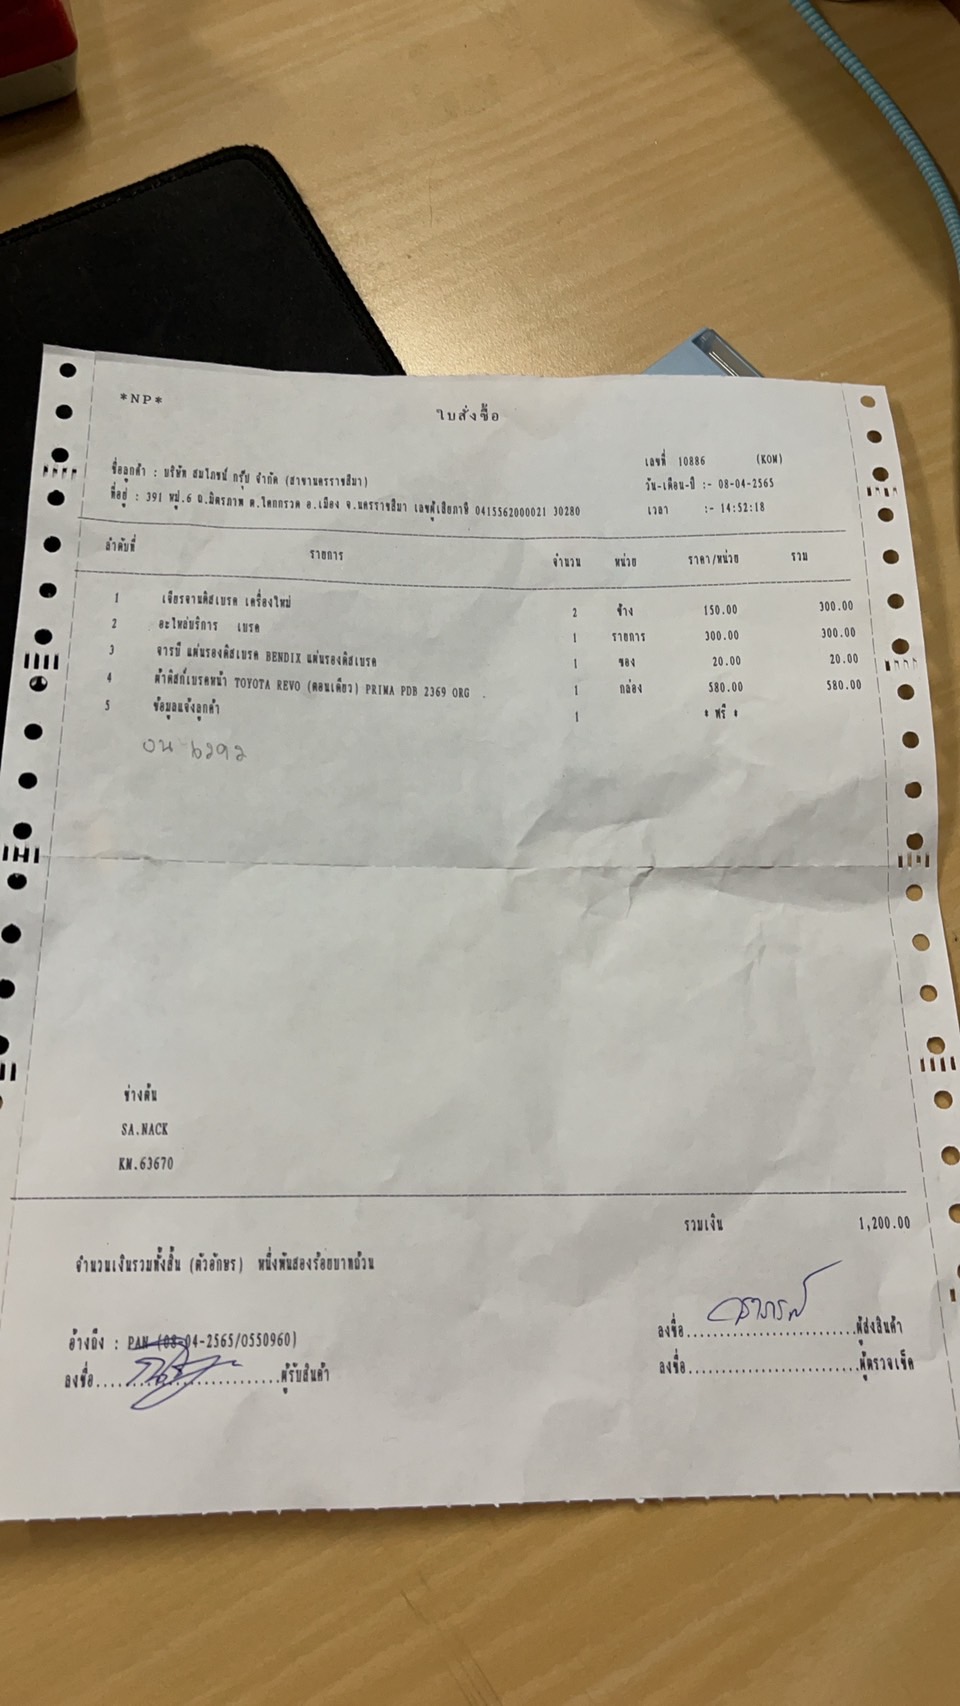 *NP*
ใบสั่งซื้อ
เลขที่ 10886 (KOW)
ชื่อลูกค้า : บริษัท สมโภชน์ กรุ๊ป จำกัด (สาขานครราชสีมา)
วัน-เดือน-ปี :- 08-04-2565
ที่อยู่ : 391 หมู่.6 ถ.มิตรภาพ ต.โคกกรวด อ.เมือง จ.นครราชสีมา เลขผู้เสียภาษี 0415562000021 30280
เวลา :- 14:52:18
ลำดับที่ รายการ จำนวน หน่วย ราคา/หน่วย รวม
1 เจียรจานดิสเบรค เครื่องใหม่ 2 ข้าง 150.00 300.00
2 อะไหล่บริการ เบรค 1 รายการ 300.00 300.00
3 จารบี แผ่นรองดิสเบรค BENDIX แผ่นรองดิสเบรค 1 ซอง 20.00 20.00
4 ผ้าดิสก์เบรคหน้า TOYOTA REVO (ตอนเดียว) PRIMA PDB 2369 ORG . 1 กล่อง 580.00 580.00
5 ข้อมูลแจ้งลูกค้า 1 * ฟรี *
6292
ช่างต้น
SA.NACK
KM.63670
รวมเงิน 1,200.00
จำนวนเงินรวมทั้งสิ้น (ตัวอักษร) หนึ่งพันสองร้อยบาทถ้วน
อ้างถึง : PAN (08-04-2565/0550960)
ลงชื่อ..............................ผู้ส่งสินค้า
ลงชื่อ..............................ผู้รับสินค้า
ลงชื่อ..............................ผู้ตรวจเช็ค